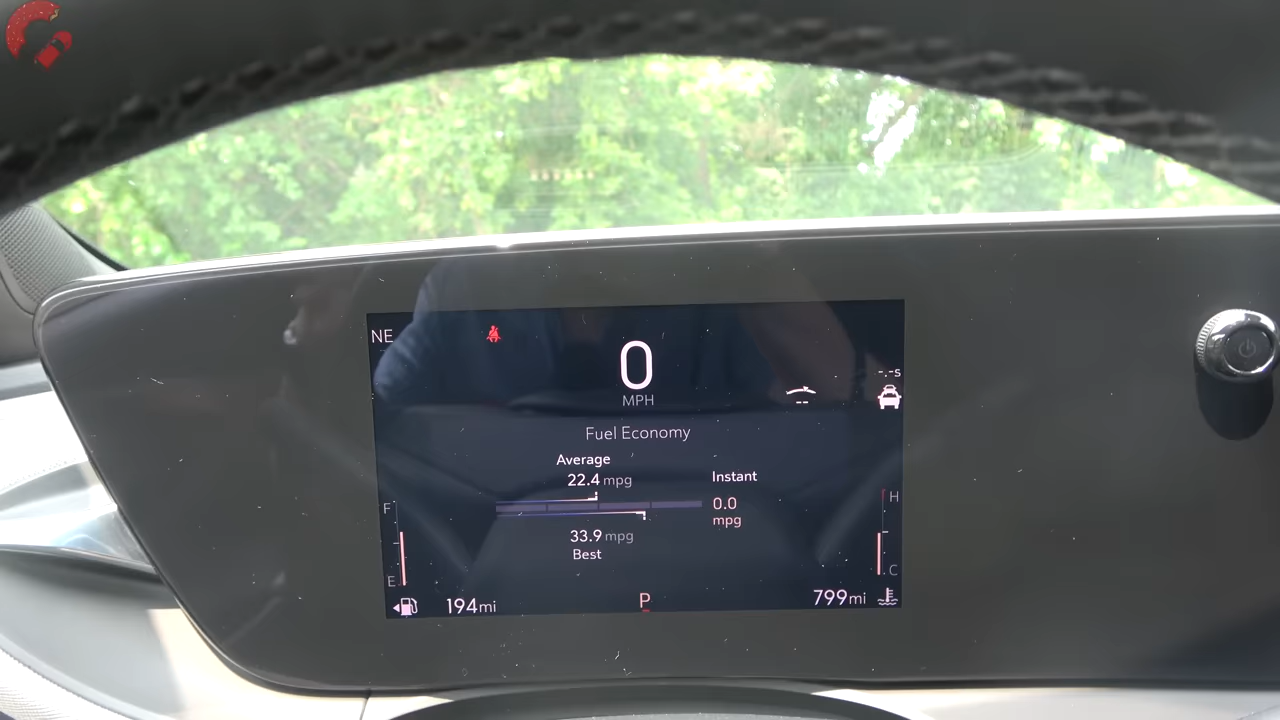 NE
0
MPH
-.-s
--
Fuel Economy
Average
22.4 mpg
Instant
0.0
mpg
33.9 mpg
Best
F
E
H
C
194mi
P
799mi